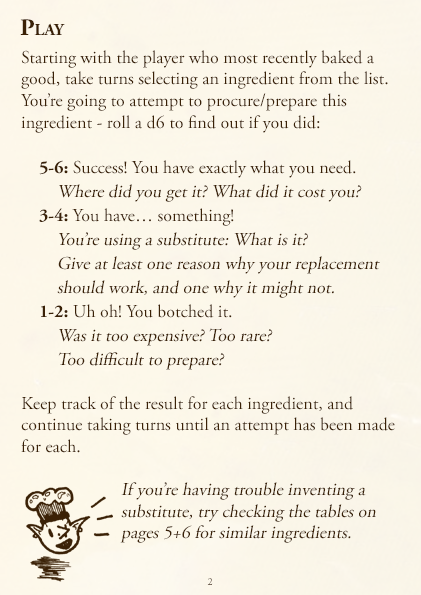 PLAY
Starting with the player who most recently baked a
good, take turns selecting an ingredient from the list.
You're going to attempt to procure/prepare this
ingredient - roll a d6 to find out if you did:
5-6: Success! You have exactly what you need.
Where did you get it? What did it cost you?
3-4: You have... something!
You're using a substitute: What is it?
Give at least one reason why your replacement
should work, and one why it might not.
1-2: Uh oh! You botched it.
Was it too expensive? Too rare?
Too difficult to prepare?
Keep track of the result for each ingredient, and
continue taking turns until an attempt has been made
for each.
If you're having trouble inventing a
substitute, try checking the tables on
pages 5+6 for similar ingredients.
2